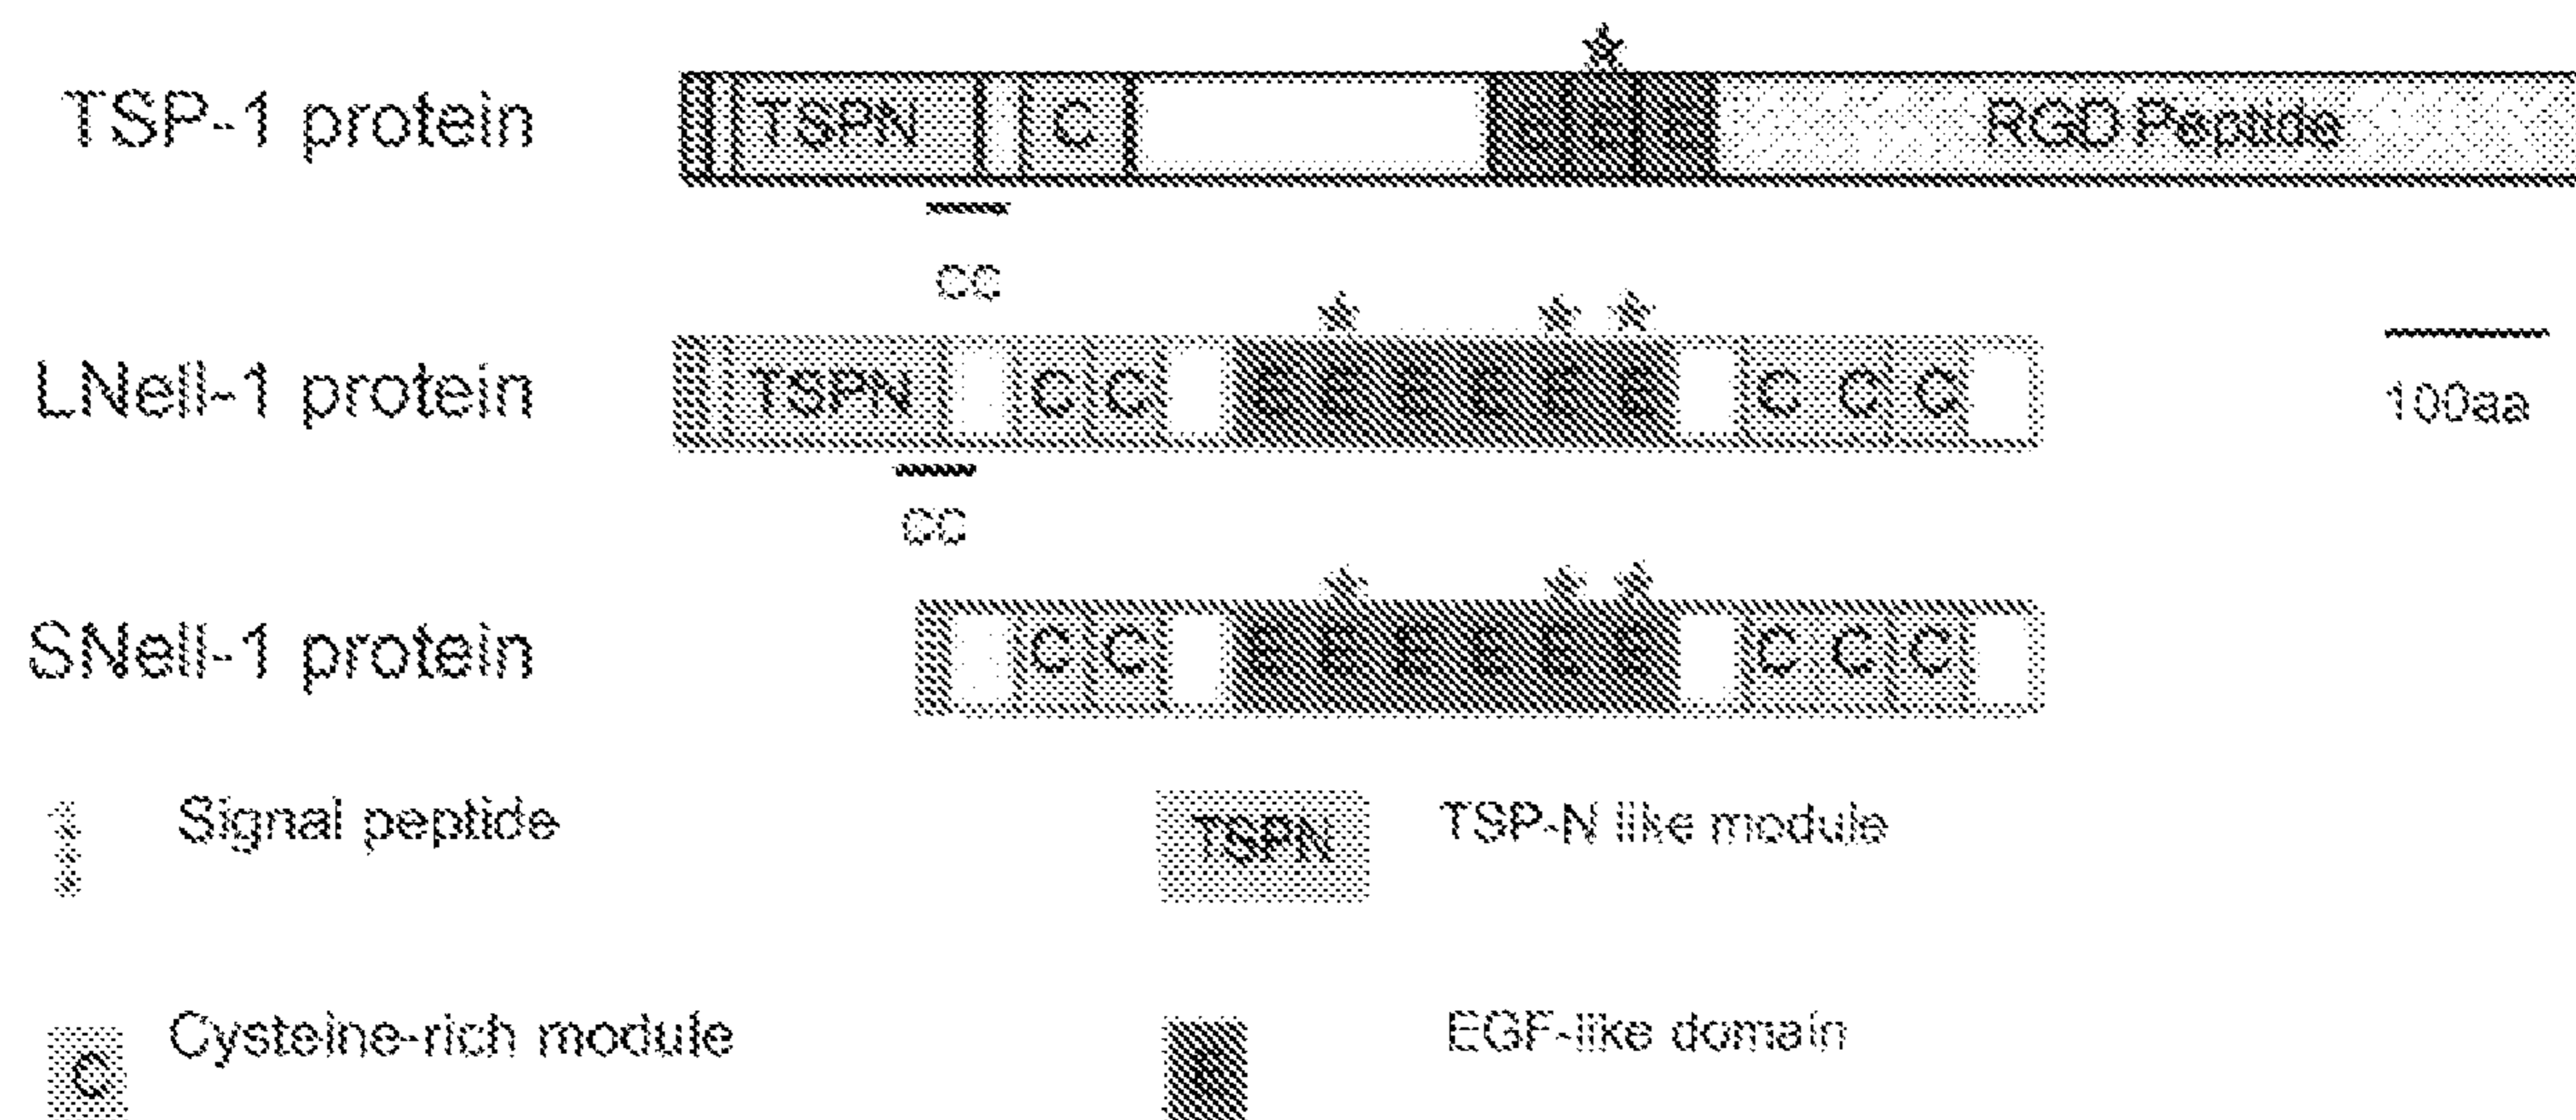 TSP-1 protein TSPN C E E E RGD Peptide
CC
LNell-1 protein TSPN C C E E E E E E C C C
100aa
CC
SNell-1 protein C C E E E E E E C C C
Signal peptide TSPN TSP-N like module
C Cysteine-rich module E EGF-like domain